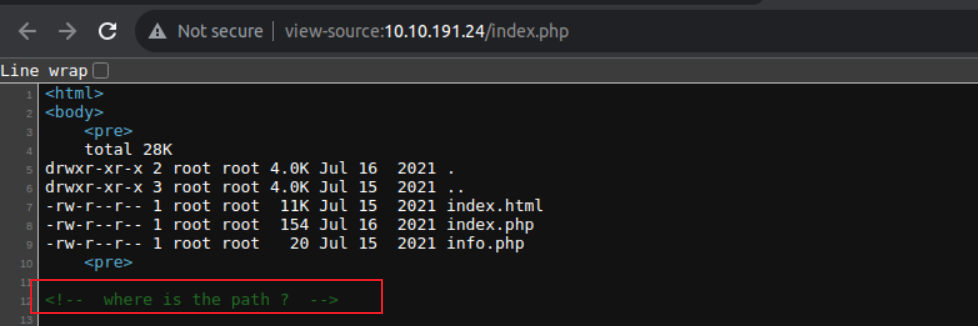 Not secure | view-source:10.10.191.24/index.php
Line wrap
1 <html>
2 <body>
3 <pre>
4 total 28K
5 drwxr-xr-x 2 root root 4.0K Jul 16  2021 .
6 drwxr-xr-x 3 root root 4.0K Jul 15  2021 ..
7 -rw-r--r-- 1 root root  11K Jul 15  2021 index.html
8 -rw-r--r-- 1 root root  154 Jul 16  2021 index.php
9 -rw-r--r-- 1 root root   20 Jul 15  2021 info.php
10 <pre>
11
12 <!--  where is the path ?  -->
13